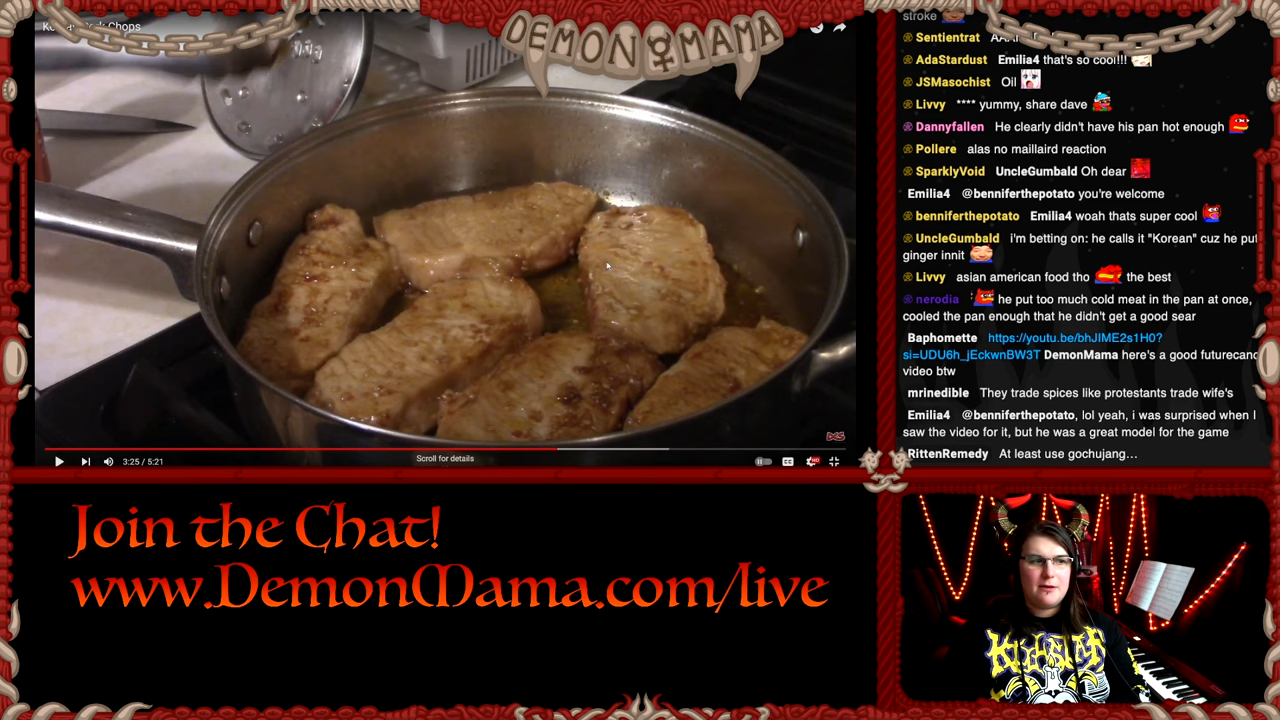 DEMON MAMA
Chops
3:25 / 5:21
Scroll for details
CC
HD
DCS
Join the Chat!
www.DemonMama.com/live
stroke
Sentientrat
AdaStardust Emilia4 that's so cool!!!
JSMasochist Oil
Livvy **** yummy, share dave
Dannyfallen He clearly didn't have his pan hot enough
Pollere alas no maillaird reaction
SparklyVoid UncleGumbald Oh dear
Emilia4 @benniferthepotato you're welcome
benniferthepotato Emilia4 woah thats super cool
UncleGumbald i'm betting on: he calls it "Korean" cuz he put
ginger innit
Livvy asian american food tho the best
nerodia he put too much cold meat in the pan at once,
cooled the pan enough that he didn't get a good sear
Baphomette https://youtu.be/bhJIME2s1H0?
si=UDU6h_jEckwnBW3T DemonMama here's a good futurecanc
video btw
mrinedible They trade spices like protestants trade wife's
Emilia4 @benniferthepotato, lol yeah, i was surprised when I
saw the video for it, but he was a great model for the game
RittenRemedy At least use gochujang…